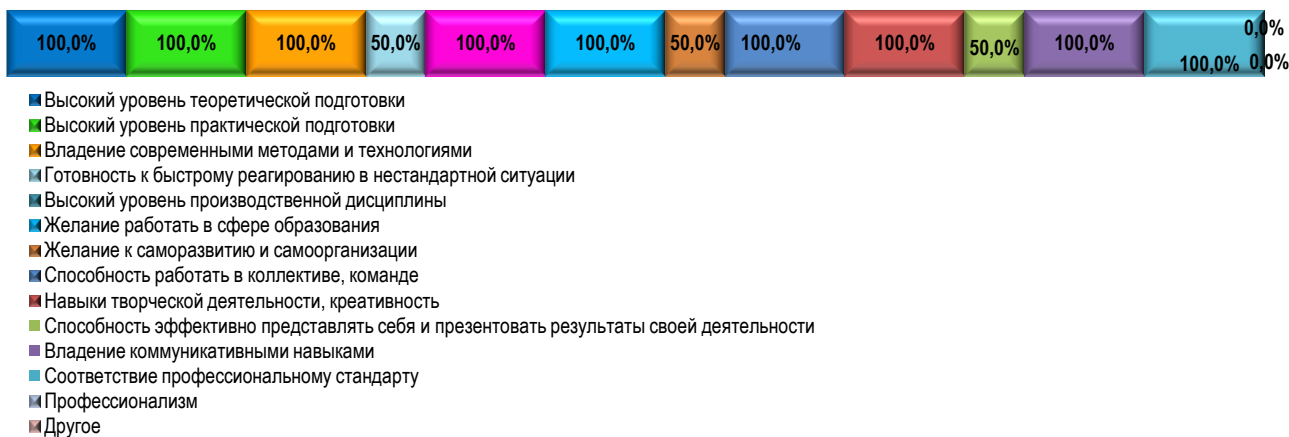 100,0% 100,0% 100,0% 50,0% 100,0% 100,0% 50,0% 100,0% 100,0% 50,0% 100,0% 100,0% 0,0% 0,0%
Высокий уровень теоретической подготовки
Высокий уровень практической подготовки
Владение современными методами и технологиями
Готовность к быстрому реагированию в нестандартной ситуации
Высокий уровень производственной дисциплины
Желание работать в сфере образования
Желание к саморазвитию и самоорганизации
Способность работать в коллективе, команде
Навыки творческой деятельности, креативность
Способность эффективно представлять себя и презентовать результаты своей деятельности
Владение коммуникативными навыками
Соответствие профессиональному стандарту
Профессионализм
Другое